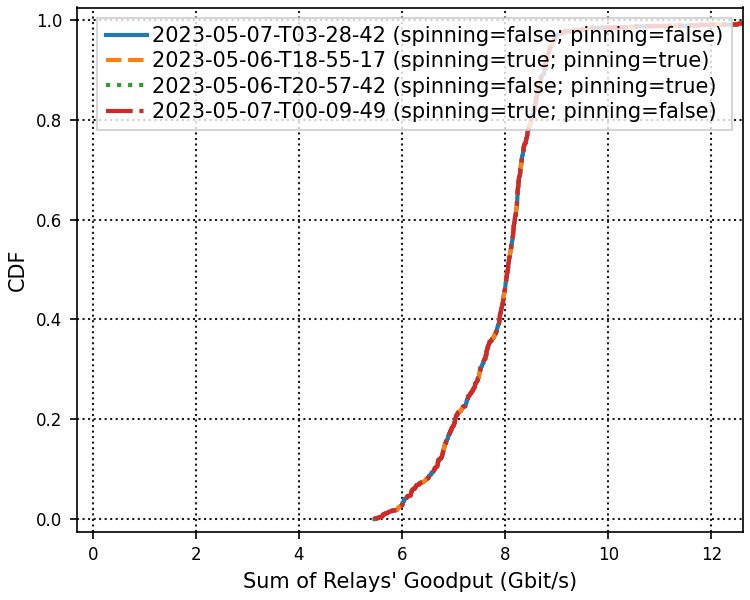 2023-05-07-T03-28-42 (spinning=false; pinning=false)
2023-05-06-T18-55-17 (spinning=true; pinning=true)
2023-05-06-T20-57-42 (spinning=false; pinning=true)
2023-05-07-T00-09-49 (spinning=true; pinning=false)
1.0
0.8
0.6
0.4
0.2
0.0
CDF
0 2 4 6 8 10 12
Sum of Relays' Goodput (Gbit/s)